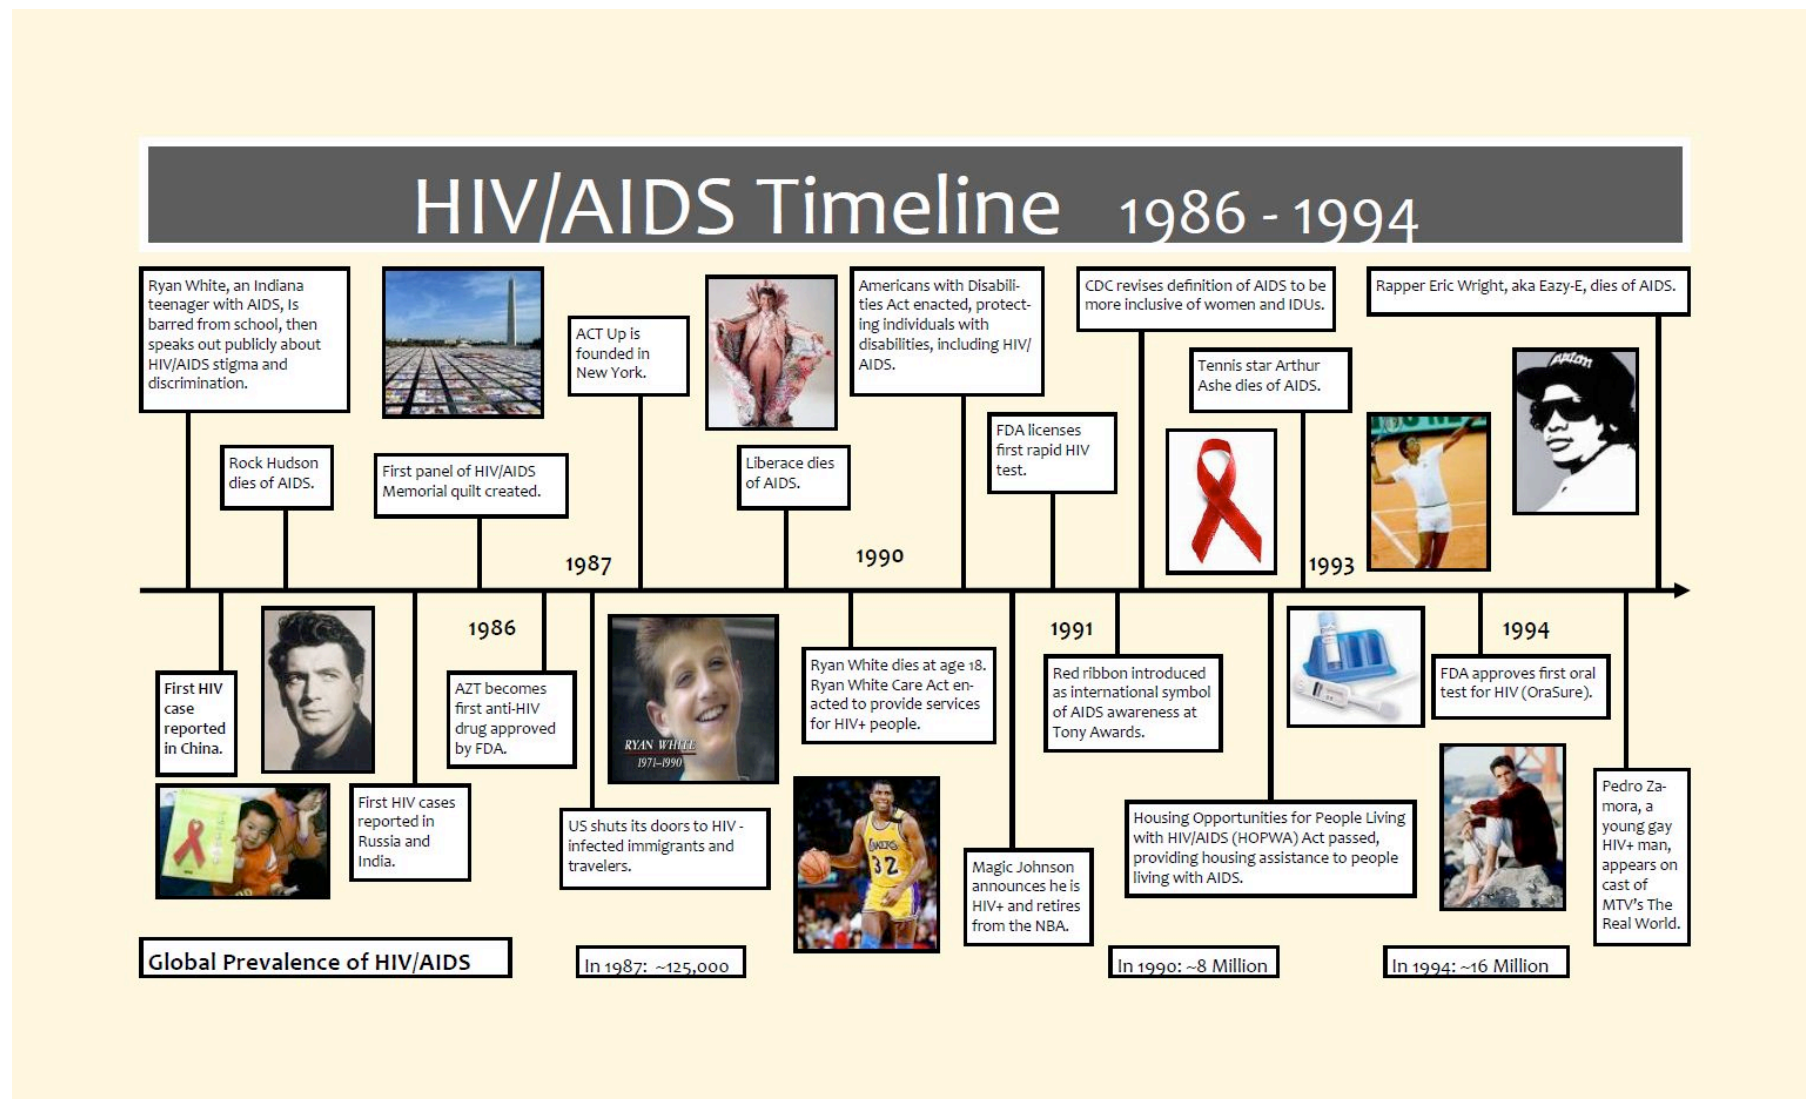 HIV/AIDS Timeline 1986 - 1994
Ryan White, an Indiana
teenager with AIDS, Is
barred from school, then
speaks out publicly about
HIV/AIDS stigma and
discrimination.
Rock Hudson
dies of AIDS.
First panel of HIV/AIDS
Memorial quilt created.
ACT Up is
founded in
New York.
Liberace dies
of AIDS.
Americans with Disabili-
ties Act enacted, protect-
ing individuals with
disabilities, including HIV/
AIDS.
FDA licenses
first rapid HIV
test.
CDC revises definition of AIDS to be
more inclusive of women and IDUs.
Tennis star Arthur
Ashe dies of AIDS.
Rapper Eric Wright, aka Eazy-E, dies of AIDS.
1987
1990
1993
1986
1991
1994
First HIV
case
reported
in China.
First HIV cases
reported in
Russia and
India.
AZT becomes
first anti-HIV
drug approved
by FDA.
US shuts its doors to HIV -
infected immigrants and
travelers.
RYAN WHITE
1971–1990
Ryan White dies at age 18.
Ryan White Care Act en-
acted to provide services
for HIV+ people.
LAKERS
32
Magic Johnson
announces he is
HIV+ and retires
from the NBA.
Red ribbon introduced
as international symbol
of AIDS awareness at
Tony Awards.
Housing Opportunities for People Living
with HIV/AIDS (HOPWA) Act passed,
providing housing assistance to people
living with AIDS.
FDA approves first oral
test for HIV (OraSure).
Pedro Za-
mora, a
young gay
HIV+ man,
appears on
cast of
MTV's The
Real World.
Global Prevalence of HIV/AIDS
In 1987: ~125,000
In 1990: ~8 Million
In 1994: ~16 Million